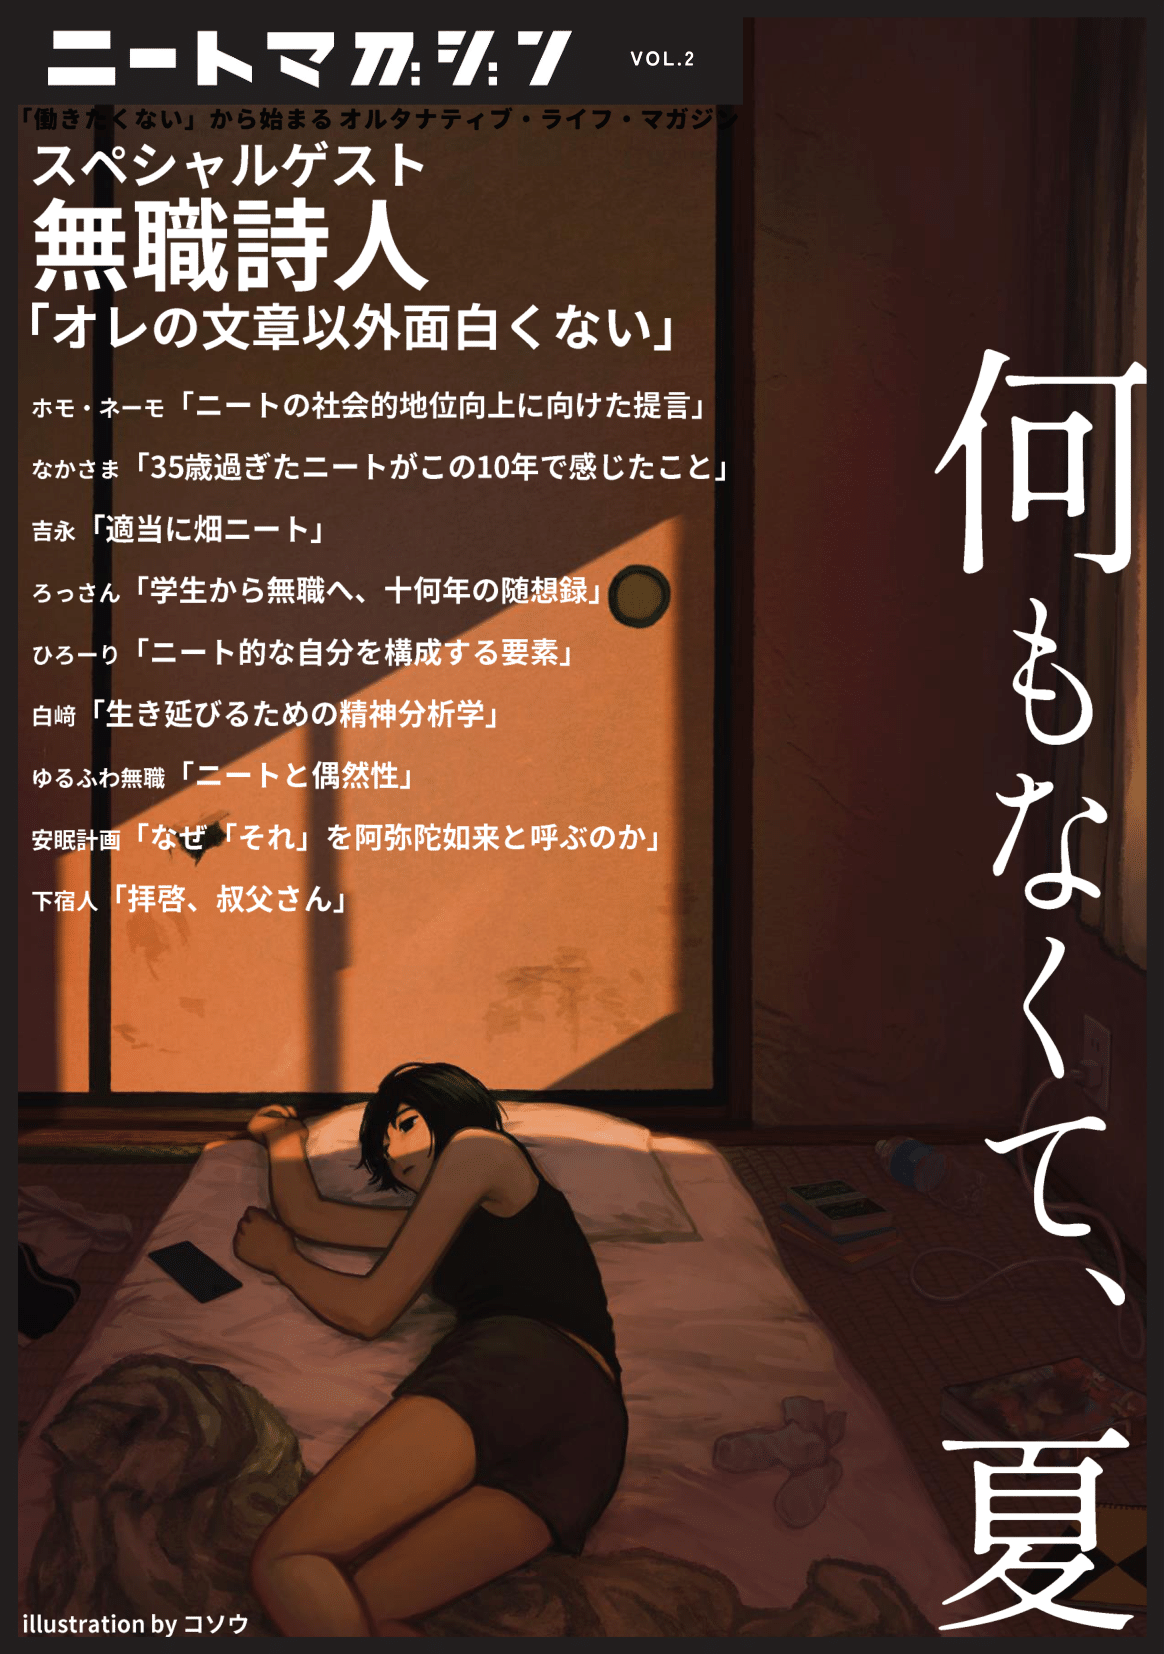 ニートマガジン VOL.2
「働きたくない」から始まるオルタナティブ・ライフ・マガジン
スペシャルゲスト
無職詩人
「オレの文章以外面白くない」
ホモ・ネーモ「ニートの社会的地位向上に向けた提言」
なかさま「35歳過ぎたニートがこの10年で感じたこと」
吉永「適当に畑ニート」
ろっさん「学生から無職へ、十何年の随想録」
ひろーり「ニート的な自分を構成する要素」
白﨑「生き延びるための精神分析学」
ゆるふわ無職「ニートと偶然性」
安眠計画「なぜ「それ」を阿弥陀如来と呼ぶのか」
下宿人「拝啓、叔父さん」
何もなくて、夏
illustration by コソウ